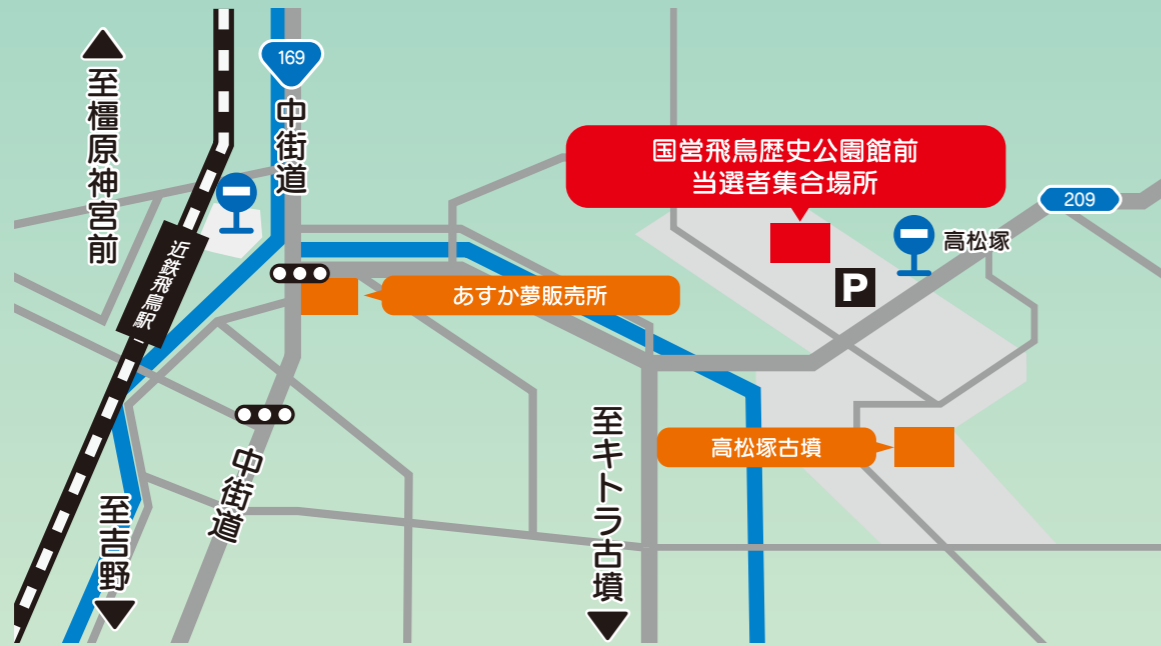 169
中街道
至橿原神宮前
国営飛鳥歴史公園館前
当選者集合場所
209
高松塚
近鉄飛鳥駅
P
あすか夢販売所
至キトラ古墳
高松塚古墳
中街道
至吉野